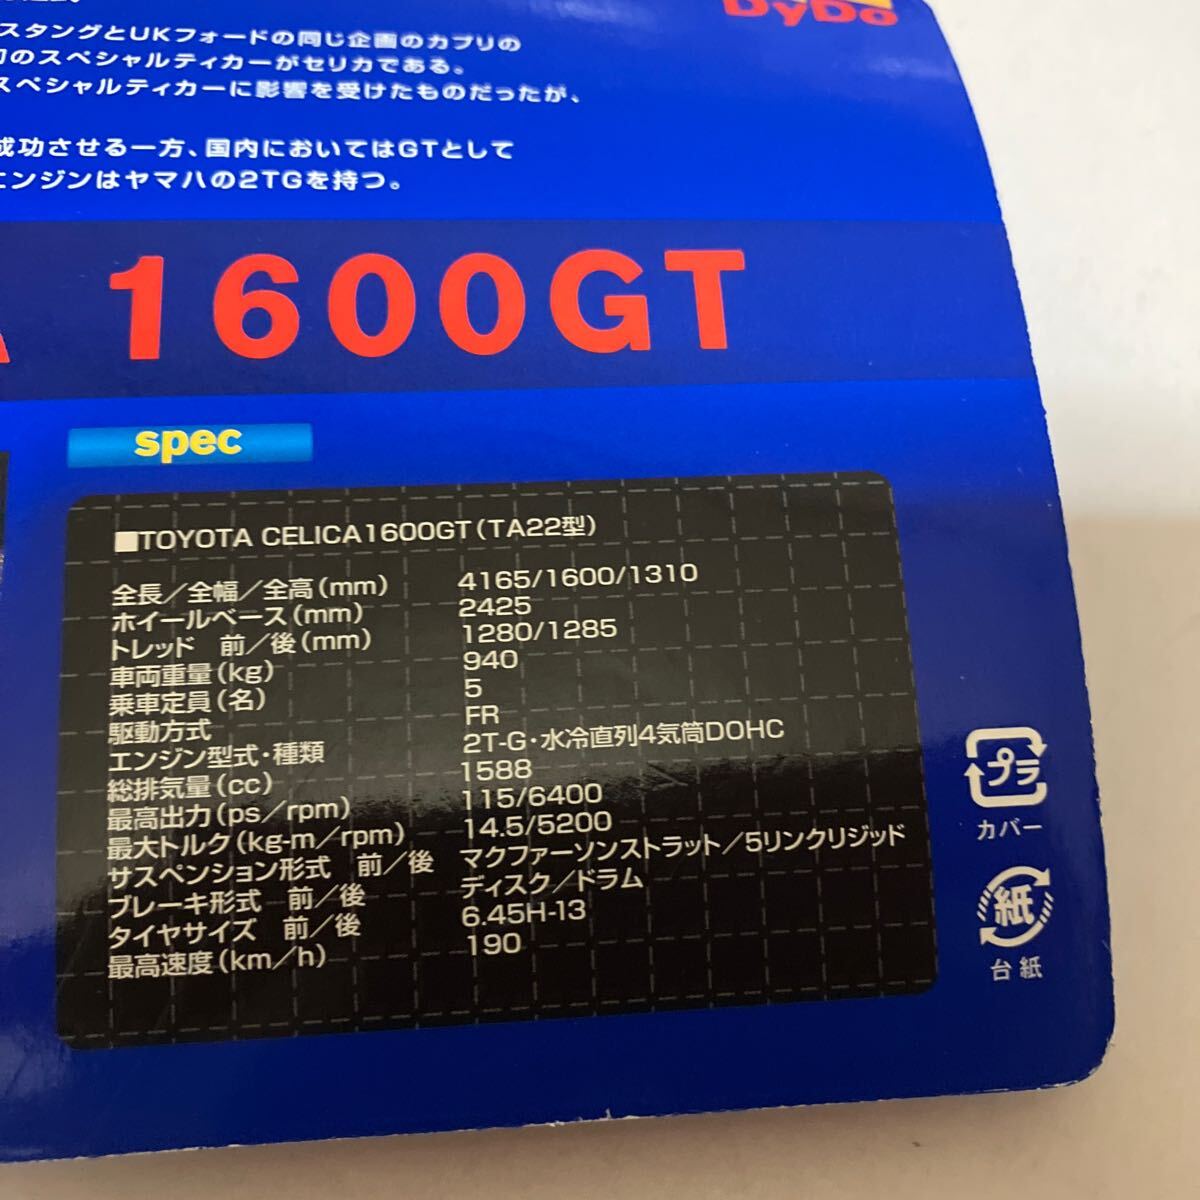 DyDo
スタングとUKフォードの同じ企画のカプリの
のスペシャルティカーがセリカである。
スペシャルティカーに影響を受けたものだったが、
成功させる一方、国内においてはGTとして
エンジンはヤマハの2TGを持つ。
A 1600GT
spec
■TOYOTA CELICA1600GT(TA22型)
全長/全幅/全高(mm) 4165/1600/1310
ホイールベース(mm) 2425
トレッド 前/後(mm) 1280/1285
車両重量(kg) 940
乗車定員(名) 5
駆動方式 FR
エンジン型式・種類 2T-G・水冷直列4気筒DOHC
総排気量(cc) 1588
最高出力(ps/rpm) 115/6400
最大トルク(kg-m/rpm) 14.5/5200
サスペンション形式 前/後 マクファーソンストラット/5リンクリジッド
ブレーキ形式 前/後 ディスク/ドラム
タイヤサイズ 前/後 6.45H-13
最高速度(km/h) 190
プラ
カバー
紙
台紙